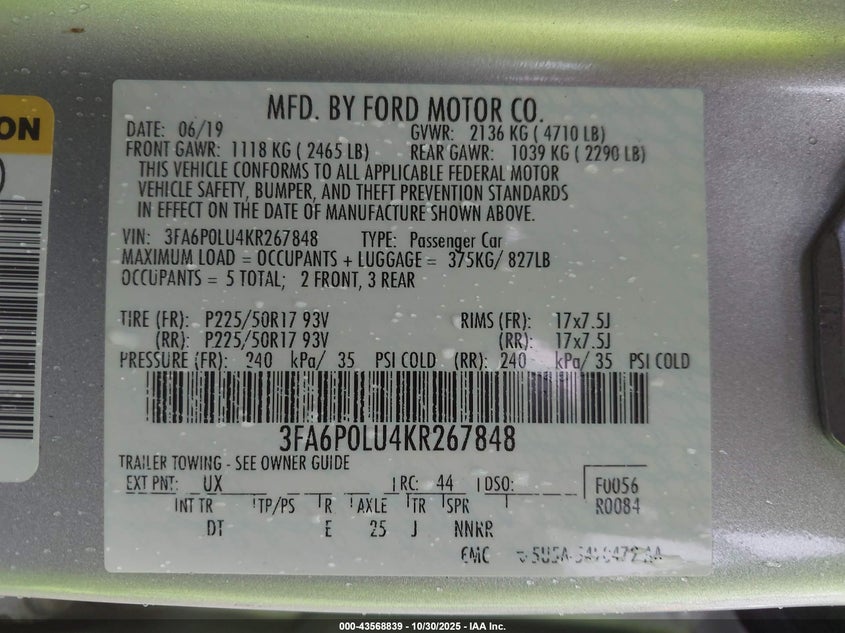 ON
MFD. BY FORD MOTOR CO.
DATE: 06/19 GVWR: 2136 KG ( 4710 LB)
FRONT GAWR: 1118 KG ( 2465 LB) REAR GAWR: 1039 KG ( 2290 LB)
THIS VEHICLE CONFORMS TO ALL APPLICABLE FEDERAL MOTOR
VEHICLE SAFETY, BUMPER, AND THEFT PREVENTION STANDARDS
IN EFFECT ON THE DATE OF MANUFACTURE SHOWN ABOVE.
VIN: 3FA6P0LU4KR267848 TYPE: Passenger Car
MAXIMUM LOAD = OCCUPANTS + LUGGAGE = 375KG/ 827LB
OCCUPANTS = 5 TOTAL; 2 FRONT, 3 REAR
TIRE (FR): P225/50R17 93V RIMS (FR): 17x7.5J
(RR): P225/50R17 93V (RR): 17x7.5J
PRESSURE (FR): 240 kPa/ 35 PSI COLD (RR): 240 kPa/ 35 PSI COLD
3FA6P0LU4KR267848
TRAILER TOWING - SEE OWNER GUIDE
EXT PNT: UX RC: 44 DSO: F0056
INT TR TP/PS R AXLE TR SPR R0084
DT E 25 J NNRR
000-43568839 • 10/30/2025 • IAA Inc.